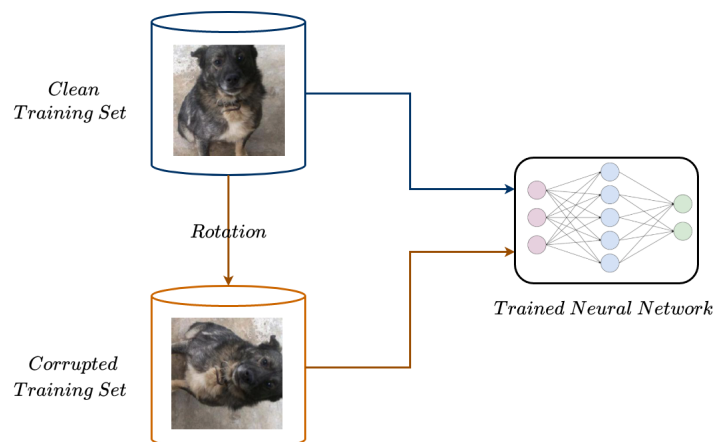 Clean
Training Set
Rotation
Trained Neural Network
Corrupted
Training Set